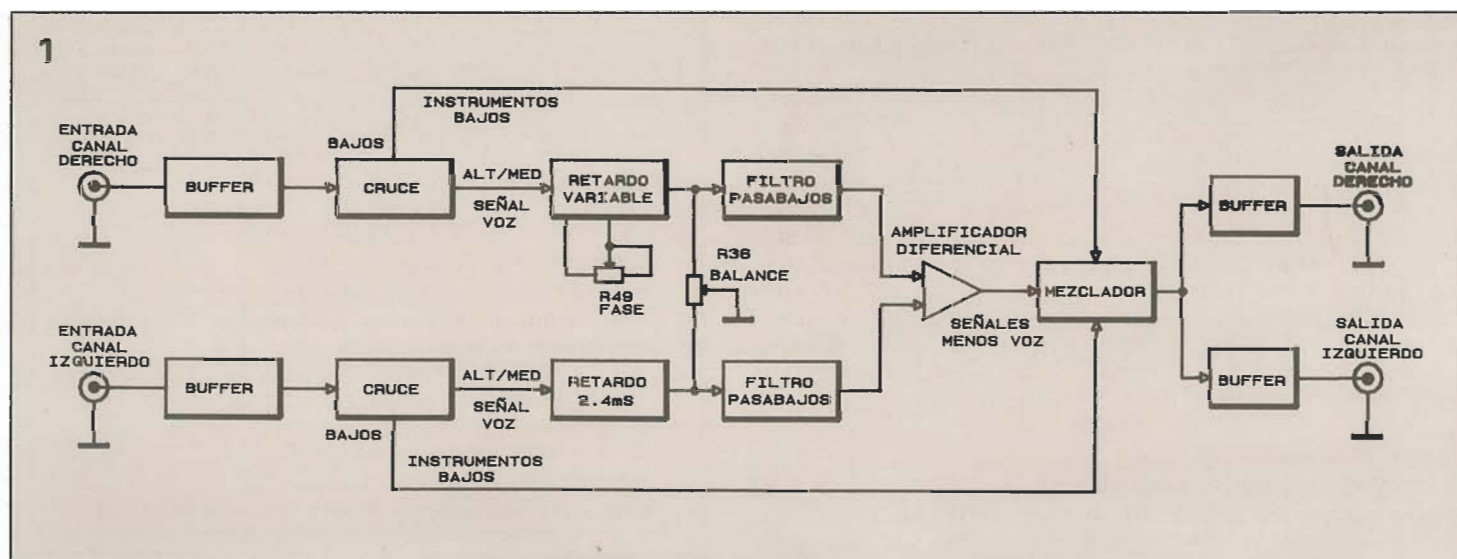 1
INSTRUMENTOS
BAJOS
ENTRADA
CANAL
DERECHO
BAJOS
BUFFER
CRUCE
ALT/MED
SEÑAL
VOZ
RETARDO
VARIABLE
FILTRO
PASABAJOS
SALIDA
CANAL
DERECHO
BUFFER
AMPLIFICADOR
DIFERENCIAL
R49
FASE
R36
BALANCE
MEZCLADOR
SEÑALES
MENOS VOZ
ENTRADA
CANAL
IZQUIERDO
BUFFER
CRUCE
ALT/MED
SEÑAL
VOZ
RETARDO
2.4mS
FILTRO
PASABAJOS
SALIDA
CANAL
IZQUIERDO
BUFFER
BAJOS
INSTRUMENTOS
BAJOS